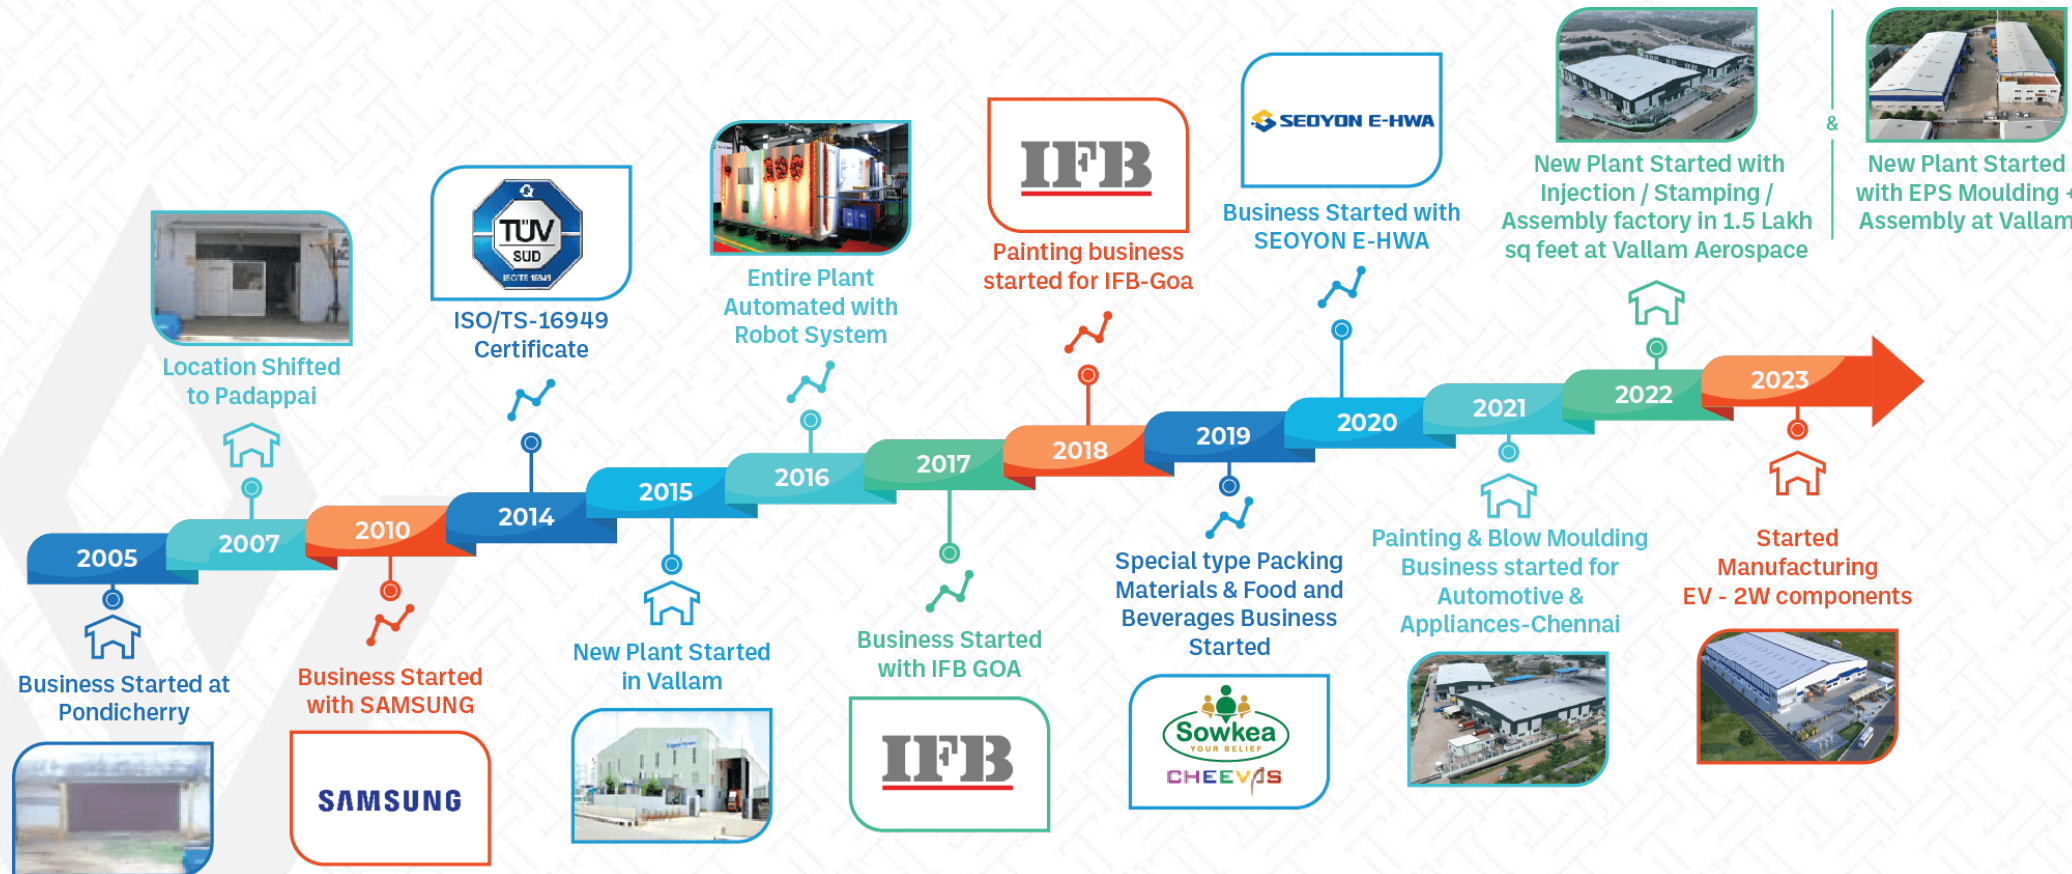 2005
Business Started at
Pondicherry
Location Shifted
to Padappai
2007
2010
Business Started
with SAMSUNG
SAMSUNG
TÜV
SUD
ISO/TS 16949
ISO/TS-16949
Certificate
2014
2015
New Plant Started
in Vallam
Entire Plant
Automated with
Robot System
2016
2017
Business Started
with IFB GOA
IFB
IFB
Painting business
started for IFB-Goa
2018
2019
Special type Packing
Materials & Food and
Beverages Business
Started
Sowkea
YOUR BELIEF
CHEEVAS
SEOYON E-HWA
Business Started with
SEOYON E-HWA
2020
2021
Painting & Blow Moulding
Business started for
Automotive &
Appliances-Chennai
New Plant Started with
Injection / Stamping /
Assembly factory in 1.5 Lakh
sq feet at Vallam Aerospace
&
New Plant Started
with EPS Moulding +
Assembly at Vallam
2022
2023
Started
Manufacturing
EV - 2W components